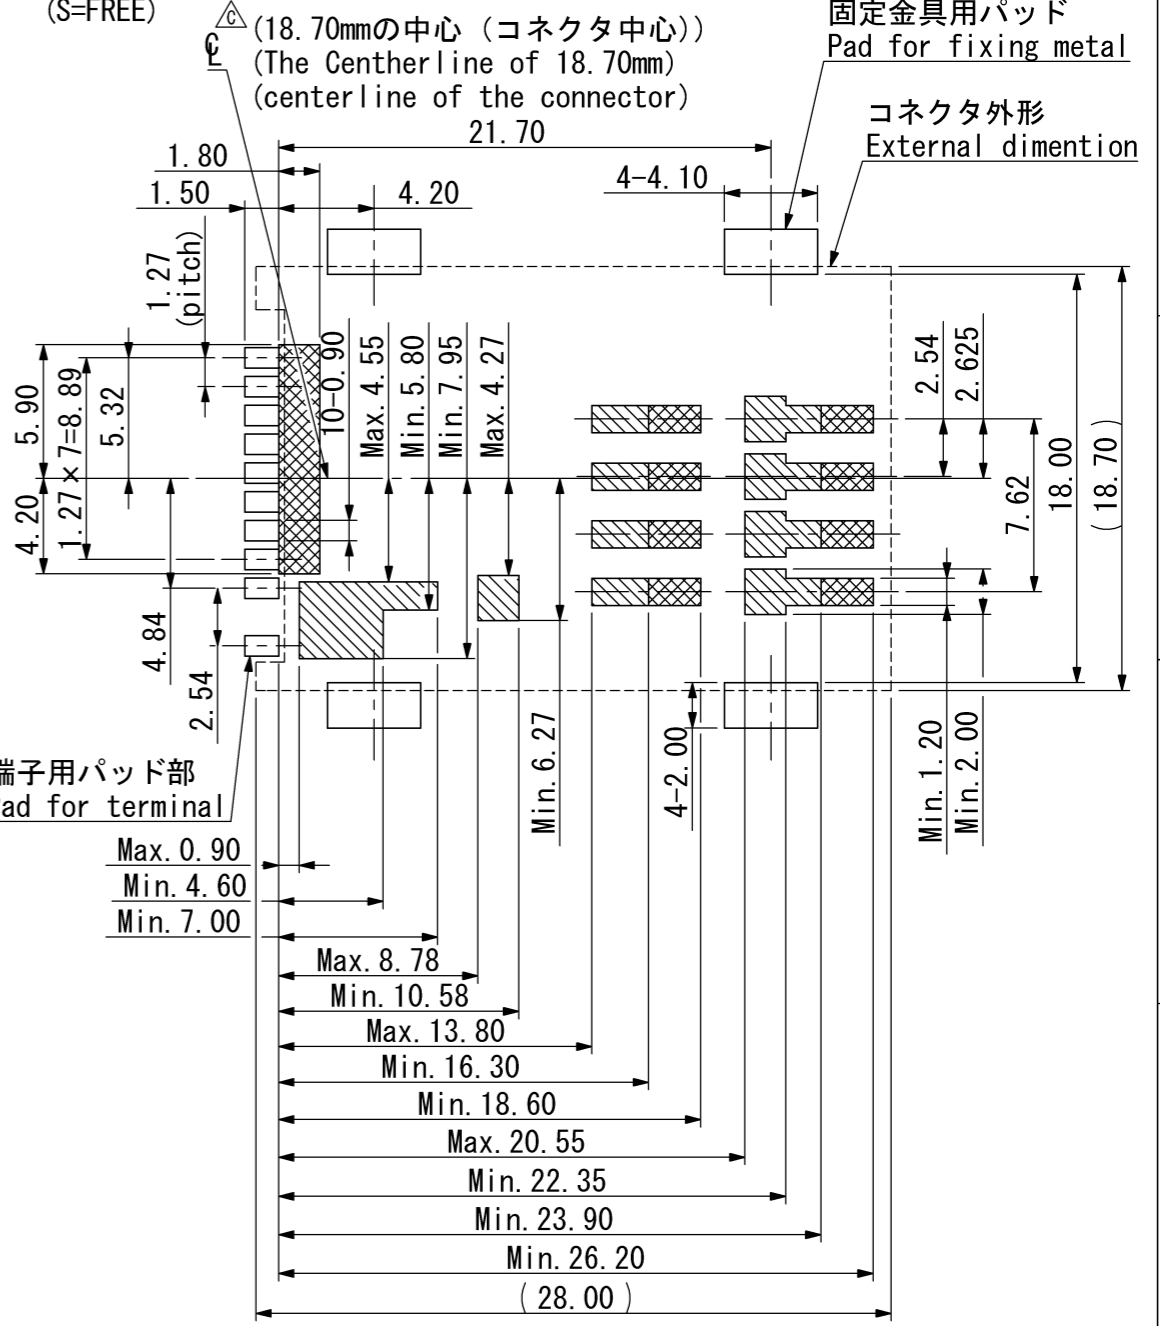 (S=FREE)
C
CL
(18.70mmの中心 (コネクタ中心))
(The Centherline of 18.70mm)
(centerline of the connector)
固定金具用パッド
Pad for fixing metal
コネクタ外形
External dimention
21.70
1.80
4-4.10
1.50
4.20
1.27
(pitch)
5.90
4.20
1.27×7=8.89
5.32
10-0.90
Max.4.55
Min.5.80
Min.7.95
Max.4.27
2.54
2.625
7.62
18.00
(18.70)
4.84
2.54
Min.6.27
4-2.00
Min.1.20
Min.2.00
端子用パッド部
ad for terminal
Max.0.90
Min.4.60
Min.7.00
Max.8.78
Min.10.58
Max.13.80
Min.16.30
Min.18.60
Max.20.55
Min.22.35
Min.23.90
Min.26.20
(28.00)